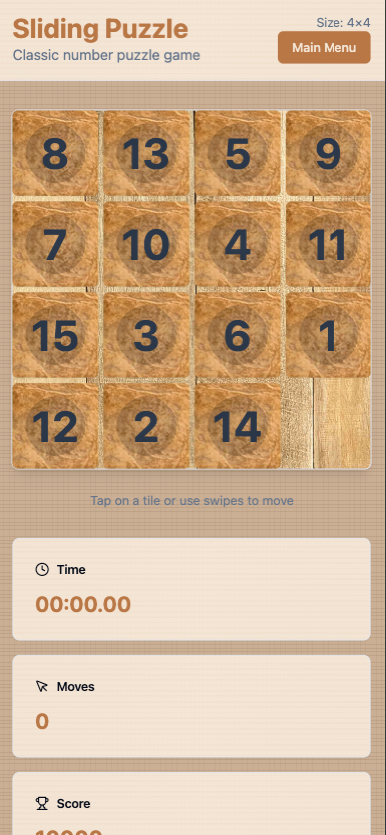 Sliding Puzzle
Classic number puzzle game
Size: 4×4
Main Menu
8 13 5 9
7 10 4 11
15 3 6 1
12 2 14
Tap on a tile or use swipes to move
Time
00:00.00
Moves
0
Score